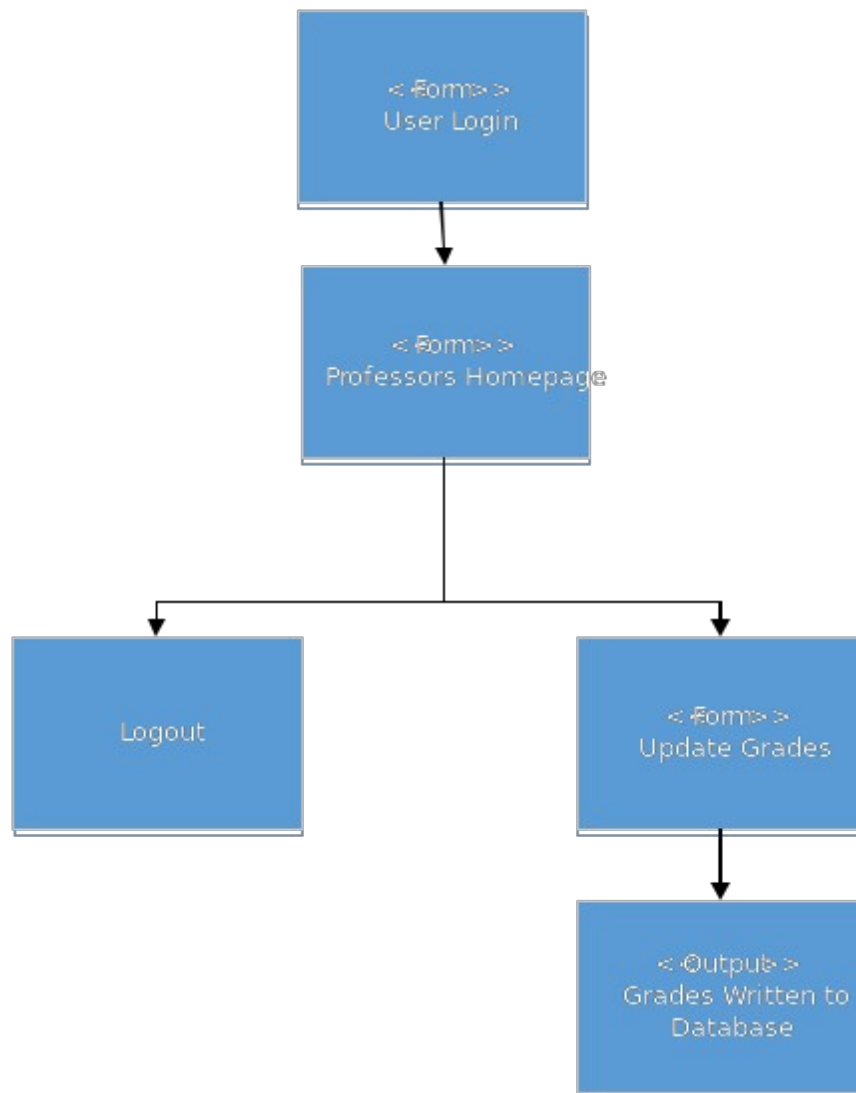 <<Form>>
User Login
<<Form>>
Professors Homepage
Logout
<<Form>>
Update Grades
<<Output>>
Grades Written to
Database